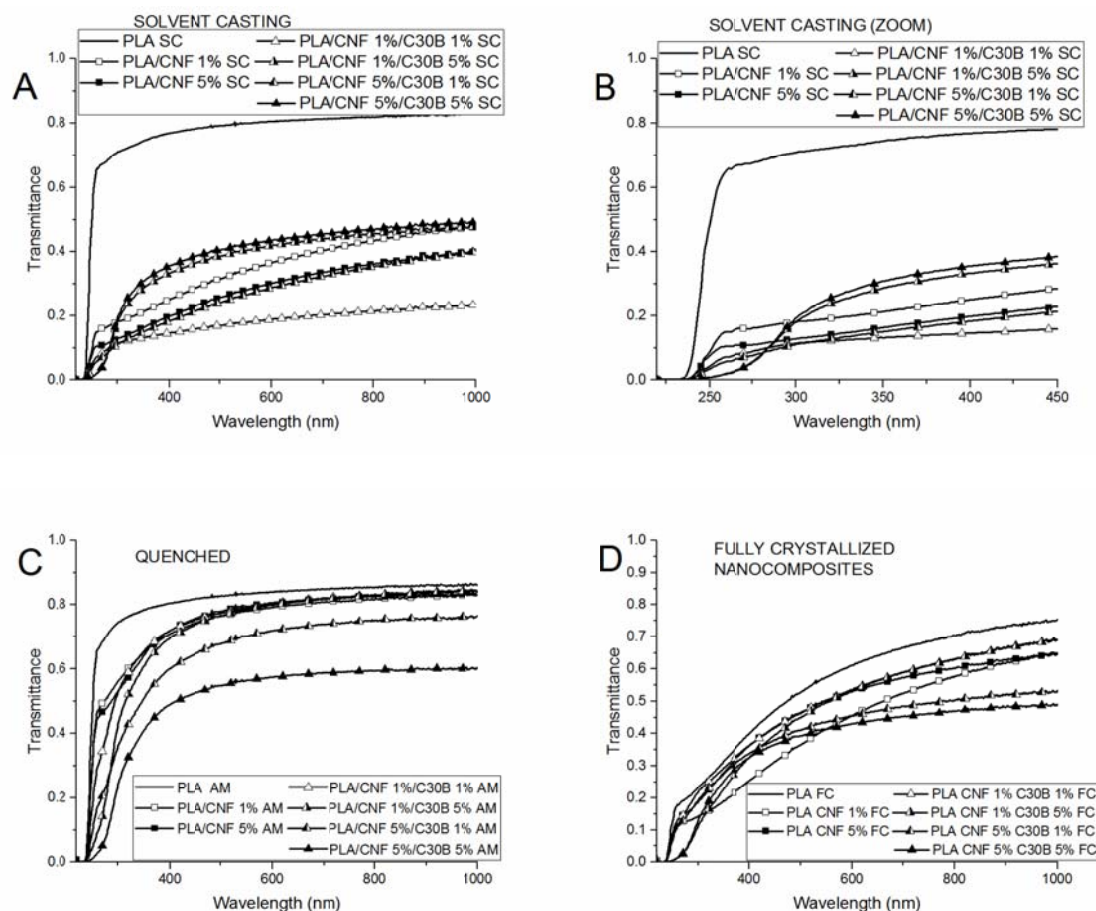 SOLVENT CASTING
A
PLA SC
PLA/CNF 1% SC
PLA/CNF 5% SC
PLA/CNF 1%/C30B 1% SC
PLA/CNF 1%/C30B 5% SC
PLA/CNF 5%/C30B 1% SC
PLA/CNF 5%/C30B 5% SC
Transmittance
0.8
0.6
0.4
0.2
0.0
400
600
800
1000
Wavelength (nm)
SOLVENT CASTING (ZOOM)
B
PLA SC
PLA/CNF 1% SC
PLA/CNF 5% SC
PLA/CNF 1%/C30B 1% SC
PLA/CNF 1%/C30B 5% SC
PLA/CNF 5%/C30B 1% SC
PLA/CNF 5%/C30B 5% SC
Transmittance
0.8
0.6
0.4
0.2
0.0
250
300
350
400
450
Wavelength (nm)
C
QUENCHED
Transmittance
1.0
0.8
0.6
0.4
0.2
0.0
PLA AM
PLA/CNF 1% AM
PLA/CNF 5% AM
PLA/CNF 1%/C30B 1% AM
PLA/CNF 1%/C30B 5% AM
PLA/CNF 5%/C30B 1% AM
PLA/CNF 5%/C30B 5% AM
400
600
800
1000
Wavelength (nm)
D
FULLY CRYSTALLIZED
NANOCOMPOSITES
Transmittance
1.0
0.9
0.8
0.7
0.6
0.5
0.4
0.3
0.2
0.1
0.0
PLA FC
PLA CNF 1% FC
PLA CNF 5% FC
PLA CNF 1% C30B 1% FC
PLA CNF 1% C30B 5% FC
PLA CNF 5% C30B 1% FC
PLA CNF 5% C30B 5% FC
400
600
800
1000
Wavelength (nm)